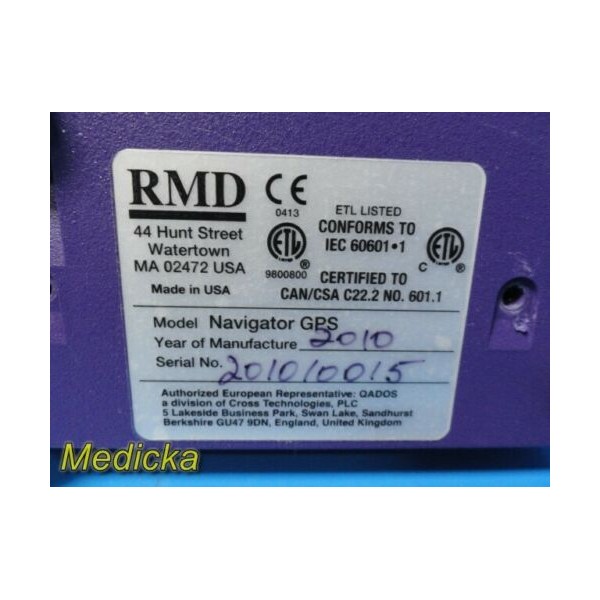 RMD
44 Hunt Street
Watertown
MA 02472 USA
Made in USA
CE
0413
ETL
®
9800800
ETL LISTED
CONFORMS TO
IEC 60601•1
C ETL ®
CERTIFIED TO
CAN/CSA C22.2 NO. 601.1
Model Navigator GPS
Year of Manufacture 2010
Serial No. 201010015
Authorized European Representative: QADOS
a division of Cross Technologies, PLC
5 Lakeside Business Park, Swan Lake, Sandhurst
Berkshire GU47 9DN, England, United Kingdom
Medicka